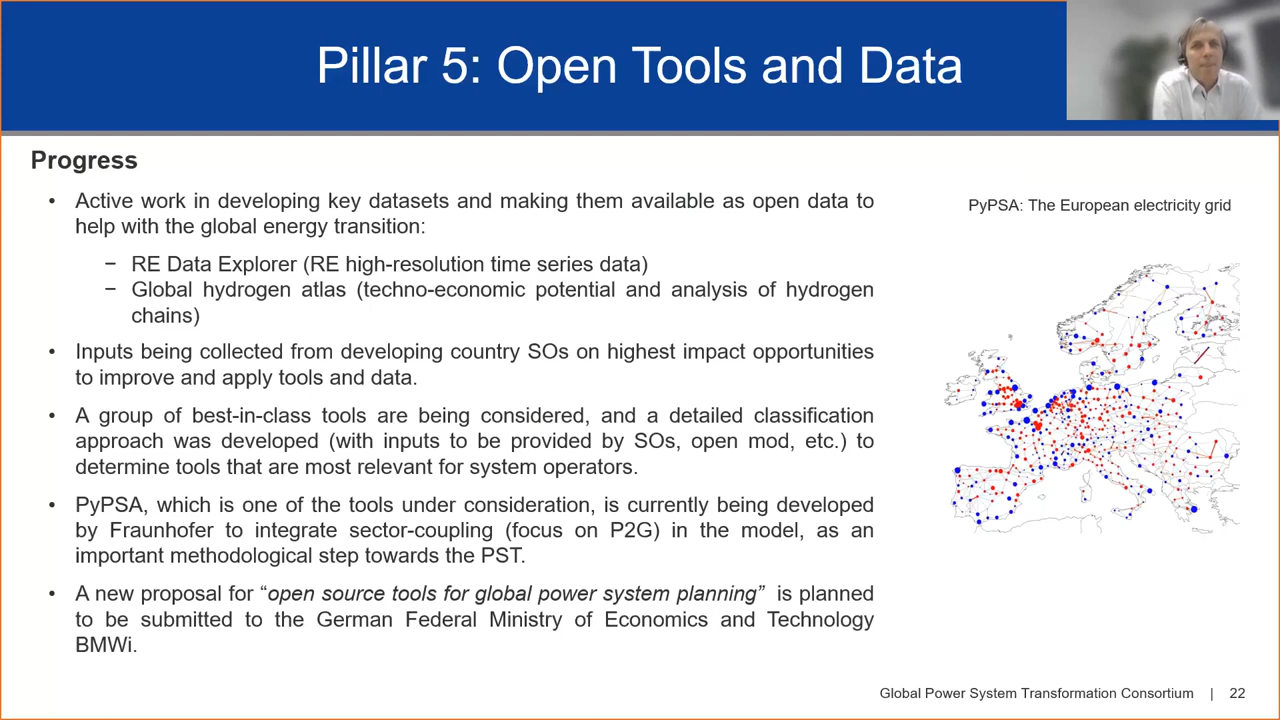 Pillar 5: Open Tools and Data
Progress
• Active work in developing key datasets and making them available as open data to
help with the global energy transition:
− RE Data Explorer (RE high-resolution time series data)
− Global hydrogen atlas (techno-economic potential and analysis of hydrogen
chains)
• Inputs being collected from developing country SOs on highest impact opportunities
to improve and apply tools and data.
• A group of best-in-class tools are being considered, and a detailed classification
approach was developed (with inputs to be provided by SOs, open mod, etc.) to
determine tools that are most relevant for system operators.
• PyPSA, which is one of the tools under consideration, is currently being developed
by Fraunhofer to integrate sector-coupling (focus on P2G) in the model, as an
important methodological step towards the PST.
• A new proposal for “open source tools for global power system planning” is planned
to be submitted to the German Federal Ministry of Economics and Technology
BMWi.
PyPSA: The European electricity grid
Global Power System Transformation Consortium | 22